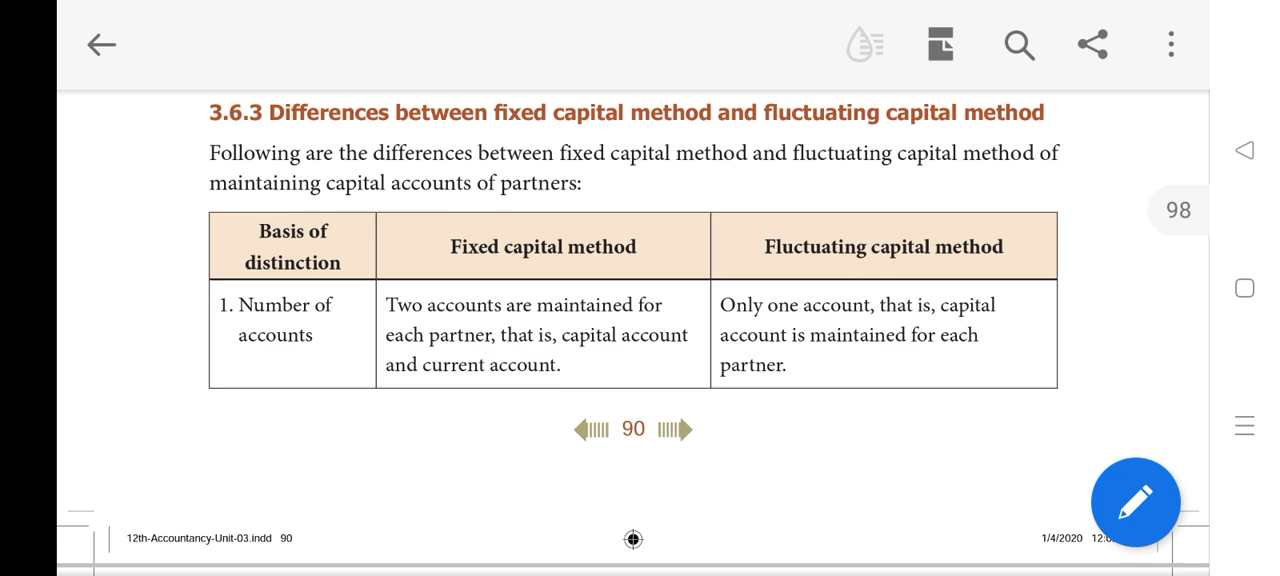 3.6.3 Differences between fixed capital method and fluctuating capital method
Following are the differences between fixed capital method and fluctuating capital method of
maintaining capital accounts of partners:
98
Basis of
distinction
Fixed capital method
Fluctuating capital method
1. Number of
accounts
Two accounts are maintained for
each partner, that is, capital account
and current account.
Only one account, that is, capital
account is maintained for each
partner.
90
12th-Accountancy-Unit-03.indd 90
1/4/2020 12: